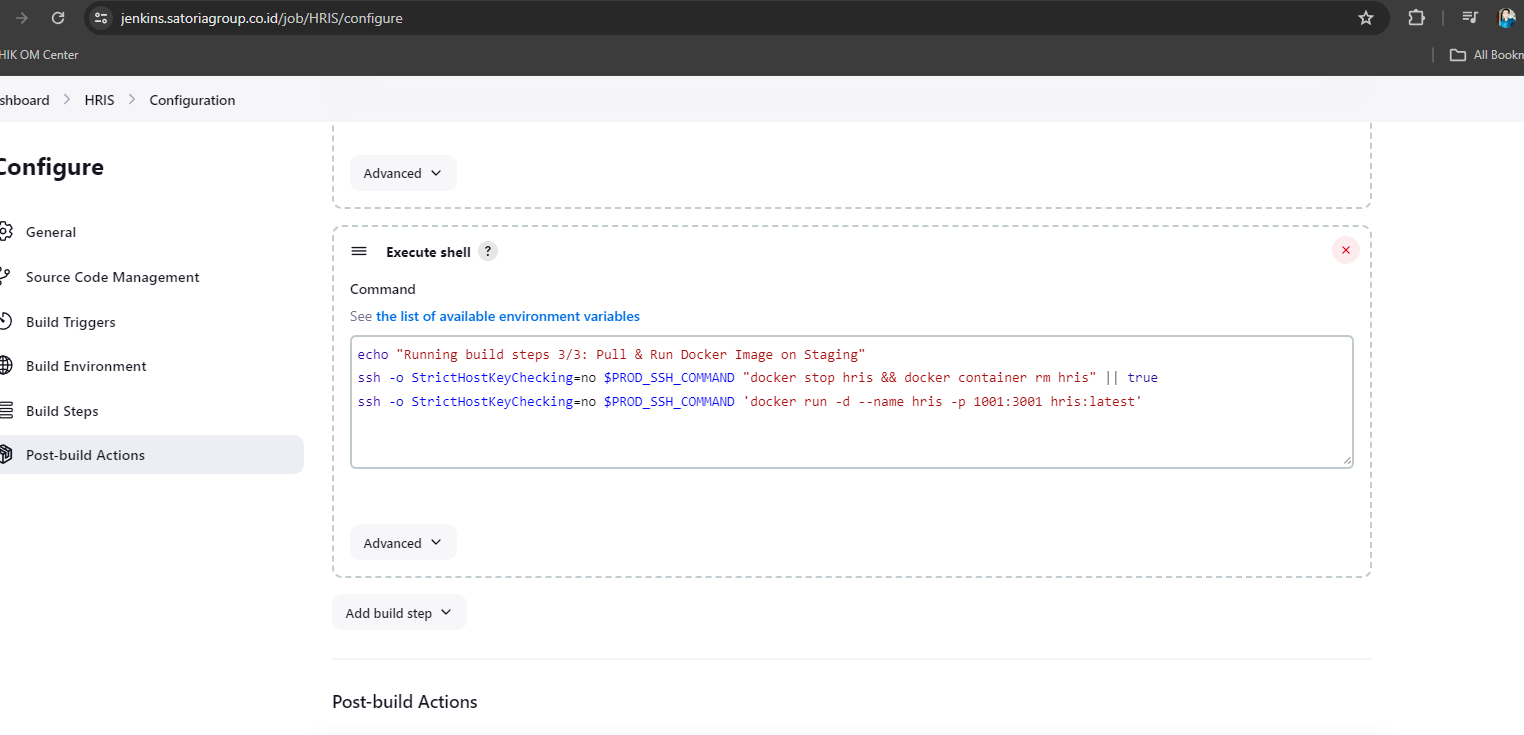 jenkins.satoriagroup.co.id/job/HRIS/configure
HIK OM Center
All Bookm
shboard > HRIS > Configuration
Configure
General
Source Code Management
Build Triggers
Build Environment
Build Steps
Post-build Actions
Advanced
Execute shell ?
Command
See the list of available environment variables
echo "Running build steps 3/3: Pull & Run Docker Image on Staging"
ssh -o StrictHostKeyChecking=no $PROD_SSH_COMMAND "docker stop hris && docker container rm hris" || true
ssh -o StrictHostKeyChecking=no $PROD_SSH_COMMAND 'docker run -d --name hris -p 1001:3001 hris:latest'
Advanced
Add build step
Post-build Actions